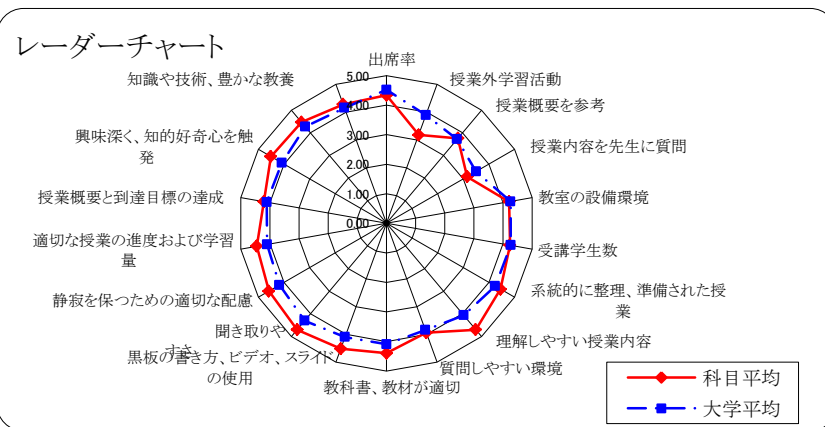 レーダーチャート
出席率
授業外学習活動
授業概要を参考
授業内容を先生に質問
教室の設備環境
受講学生数
系統的に整理、準備された授
業
理解しやすい授業内容
質問しやすい環境
教科書、教材が適切
黒板の書き方、ビデオ、スライド
の使用
聞き取りや
すさ
静寂を保つための適切な配慮
適切な授業の進度および学習
量
授業概要と到達目標の達成
興味深く、知的好奇心を触
発
知識や技術、豊かな教養
5.00
4.00
3.00
2.00
1.00
0.00
科目平均
大学平均